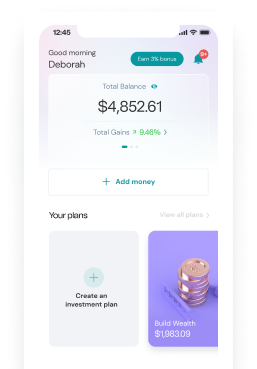 12:45
Good morning
Deborah
Earn 3% bonus
9+
Total Balance
$4,852.61
Total Gains ↗ 9.46% >
+ Add money
Your plans
View all plans >
Create an
investment plan
Build Wealth
$1,983.09